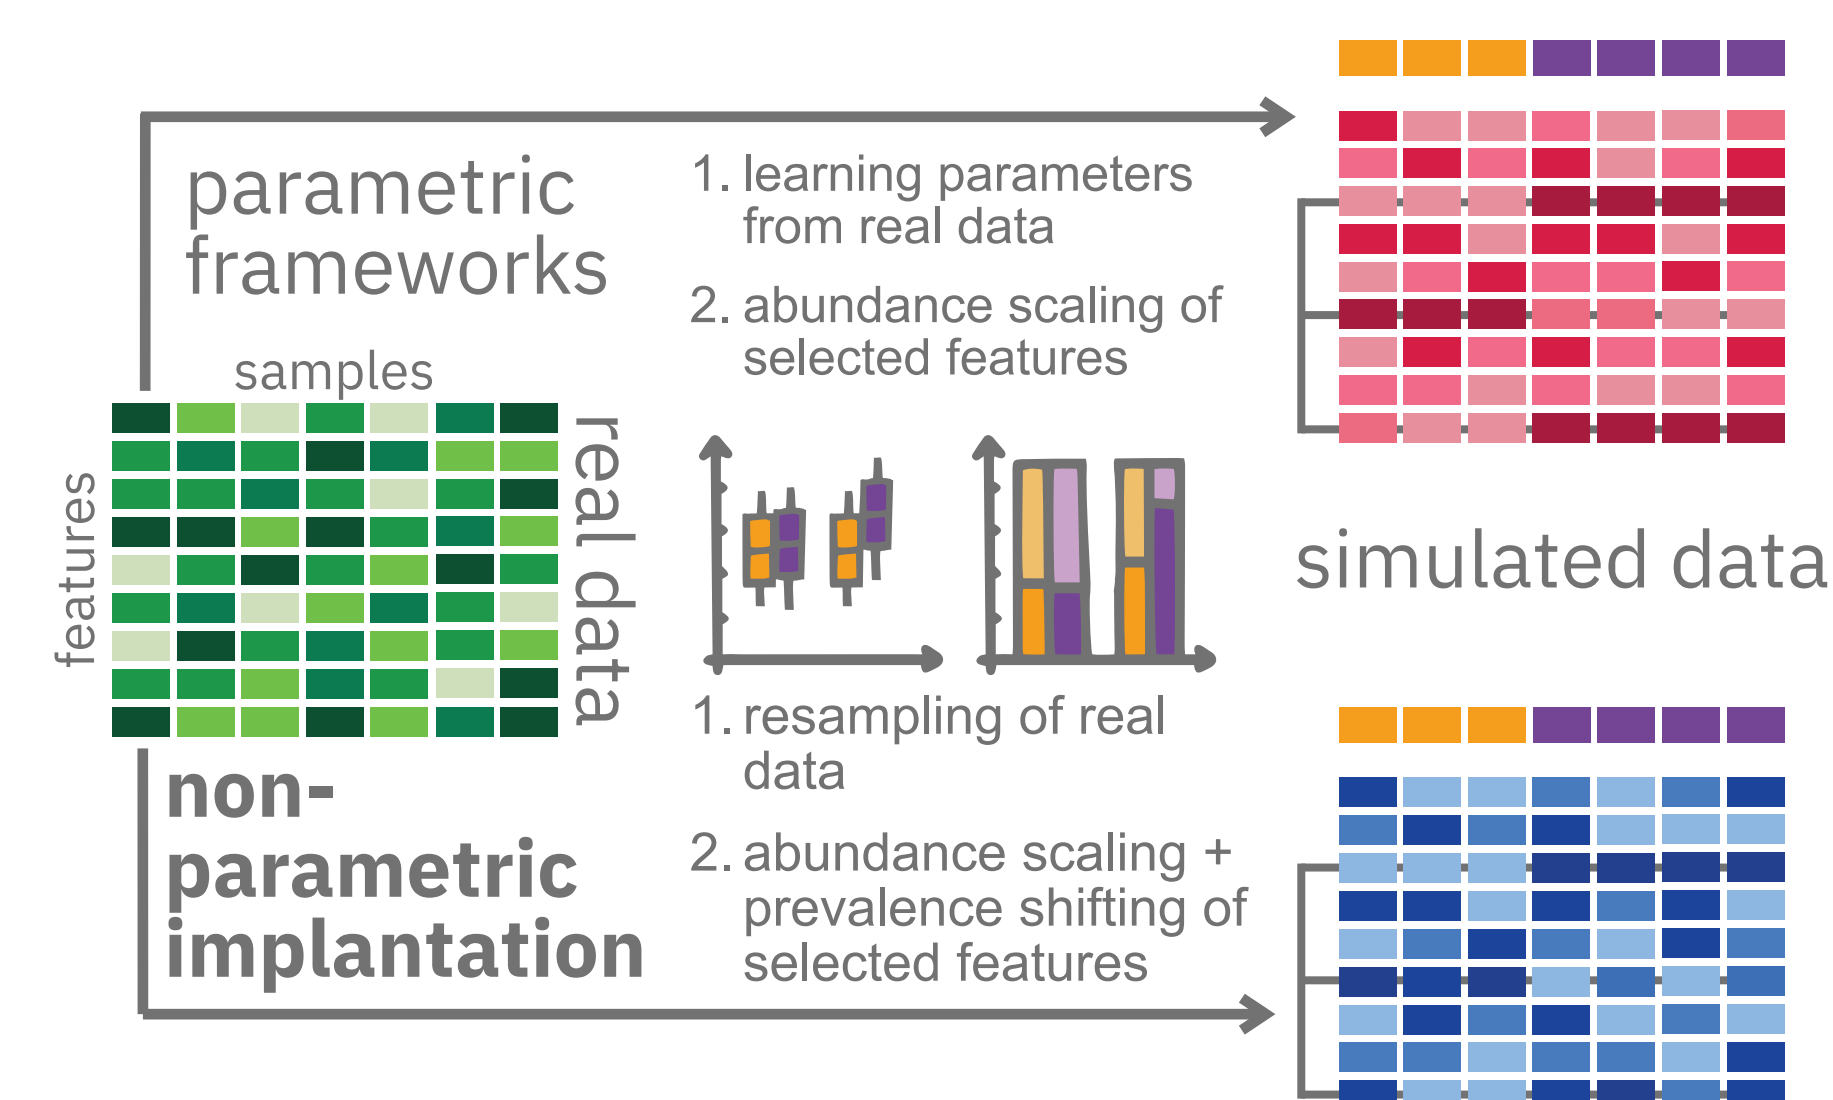 parametric
frameworks
1. learning parameters
from real data
2. abundance scaling of
selected features
samples
features
real data
simulated data
non-
parametric
implantation
1. resampling of real
data
2. abundance scaling +
prevalence shifting of
selected features